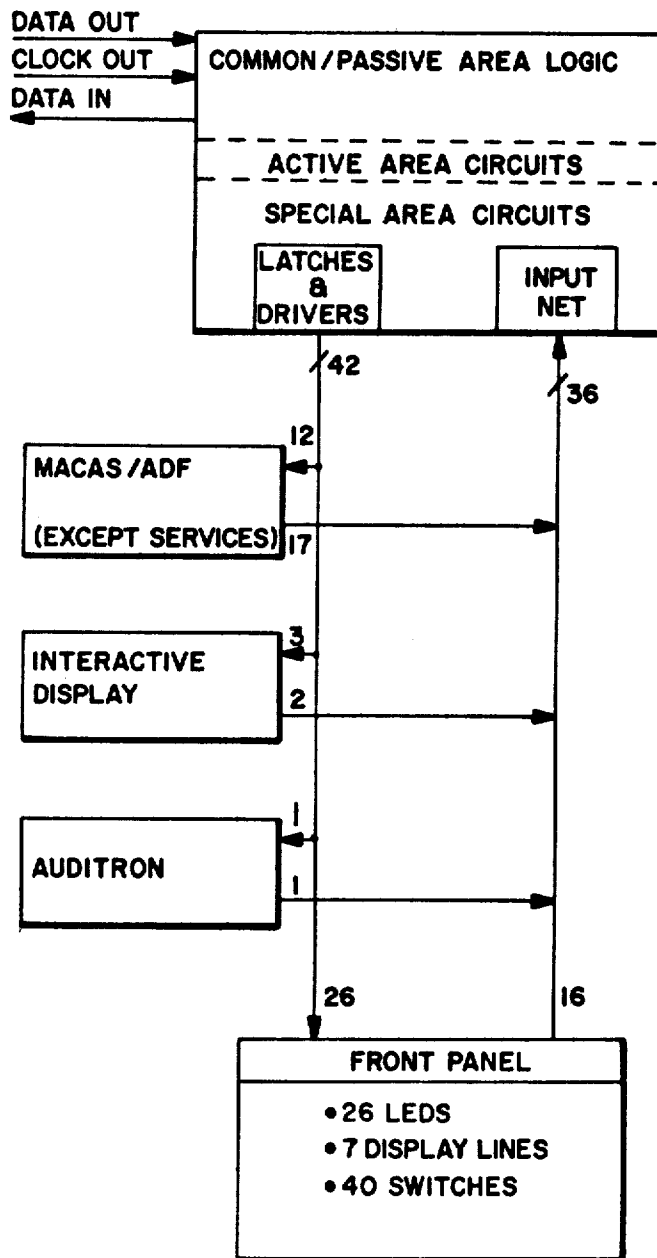 DATA OUT
CLOCK OUT
DATA IN
COMMON/PASSIVE AREA LOGIC
ACTIVE AREA CIRCUITS
SPECIAL AREA CIRCUITS
LATCHES
&
DRIVERS
INPUT
NET
42
36
12
MACAS/ADF
(EXCEPT SERVICES)
17
3
INTERACTIVE
DISPLAY
2
1
AUDITRON
1
26
16
FRONT PANEL
• 26 LEDS
• 7 DISPLAY LINES
• 40 SWITCHES